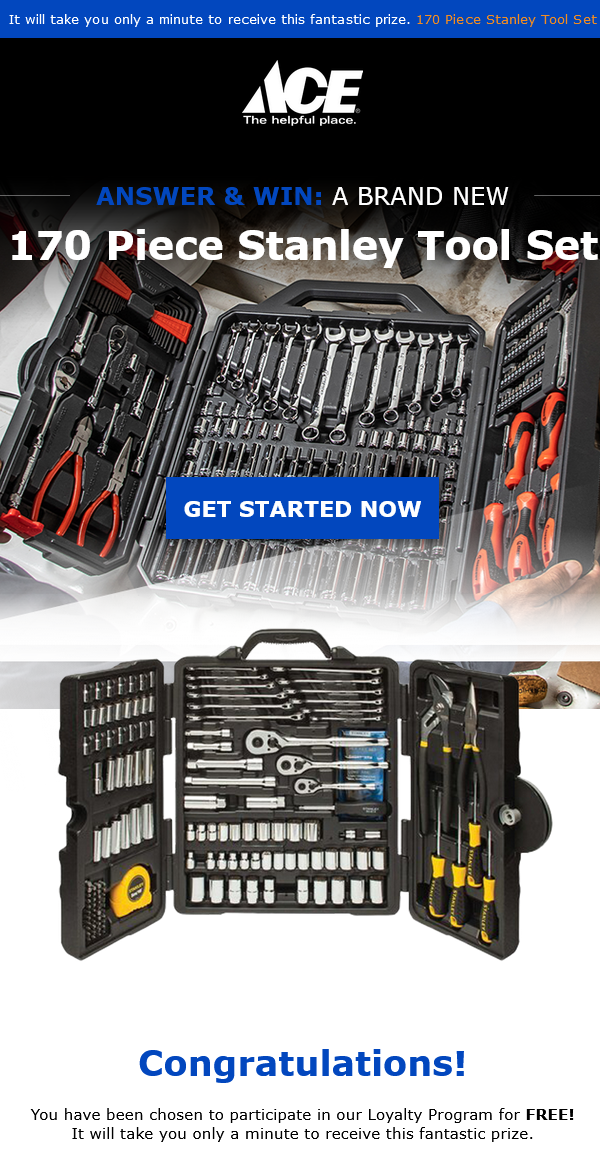 It will take you only a minute to receive this fantastic prize. 170 Piece Stanley Tool Set
ACE
The helpful place.
ANSWER & WIN: A BRAND NEW
170 Piece Stanley Tool Set
GET STARTED NOW
Congratulations!
You have been chosen to participate in our Loyalty Program for FREE!
It will take you only a minute to receive this fantastic prize.